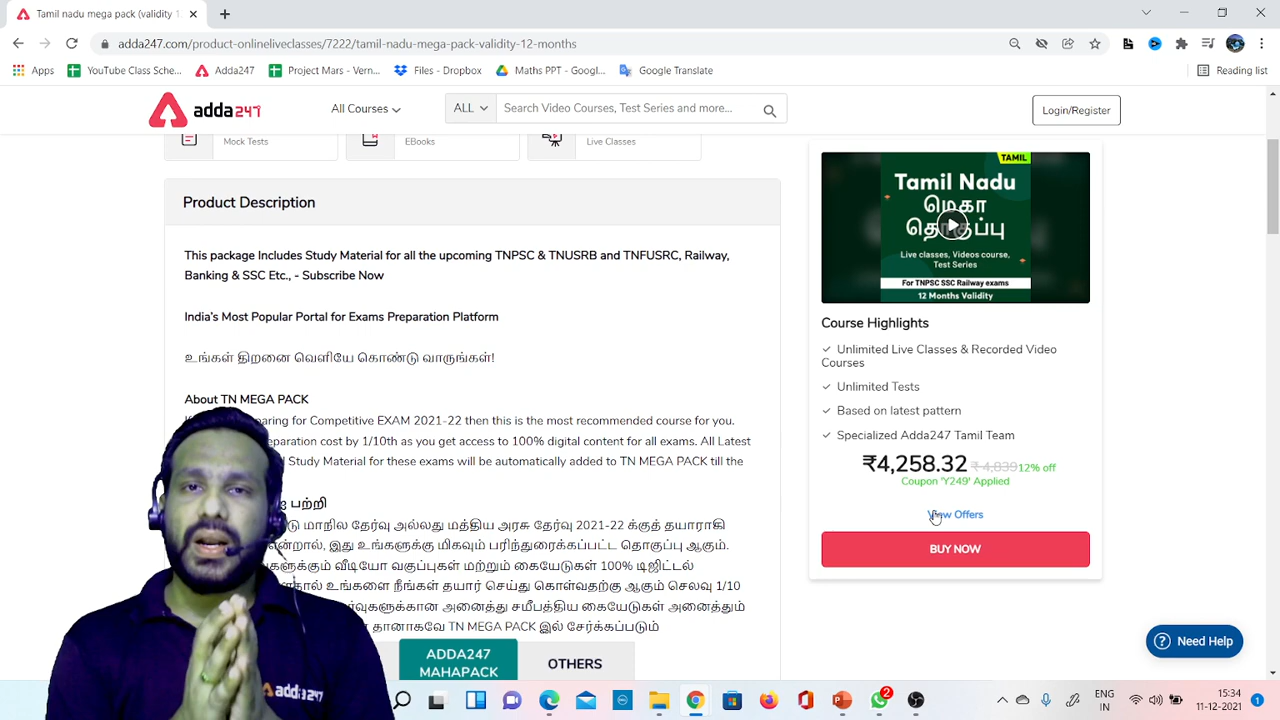 Tamil nadu mega pack (validity 1
adda247.com/product-onlineliveclasses/7222/tamil-nadu-mega-pack-validity-12-months
Apps
YouTube Class Sche...
Adda247
Project Mars - Vern...
Files - Dropbox
Maths PPT - Googl...
Google Translate
Reading list
adda247
All Courses
ALL
Search Video Courses, Test Series and more...
Login/Register
Mock Tests
EBooks
Live Classes
Product Description
This package Includes Study Material for all the upcoming TNPSC & TNUSRB and TNFUSRC, Railway,
Banking & SSC Etc., - Subscribe Now
India's Most Popular Portal for Exams Preparation Platform
உங்கள் திறனை வெளியே கொண்டு வாருங்கள்!
About TN MEGA PACK
paring for Competitive EXAM 2021-22 then this is the most recommended course for you.
paration cost by 1/10th as you get access to 100% digital content for all exams. All Latest
d Study Material for these exams will be automatically added to TN MEGA PACK till the
பற்றி
டு மாநில தேர்வு அல்லது மத்திய அரசு தேர்வு 2021-22 க்குத் தயாராகி
ன்றால், இது உங்களுக்கு மிகவும் பரிந்துரைக்கப்பட்ட தொகுப்பு ஆகும்.
ங்களுக்கு வீடியோ வகுப்புகள் மற்றும் கையேடுகள் 100% டிஜிட்டல்
னால் உங்களை நீங்கள் தயார் செய்து கொள்வதற்கு ஆகும் செலவு 1/10
ர்வுகளுக்கான அனைத்து சமீபத்திய கையேடுகள் அனைத்தும்
தானாகவே TN MEGA PACK இல் சேர்க்கப்படும்
ADDA247
MAHAPACK
OTHERS
TAMIL
Tamil Nadu
மெகா
தொகுப்பு
Live classes, Videos course,
Test Series
For TNPSC SSC Railway exams
12 Months Validity
Course Highlights
Unlimited Live Classes & Recorded Video
Courses
Unlimited Tests
Based on latest pattern
Specialized Adda247 Tamil Team
₹4,258.32 ₹ 4,839 12% off
Coupon 'Y249' Applied
View Offers
BUY NOW
Need Help
adda247
2
ENG
IN
15:34
11-12-2021
1